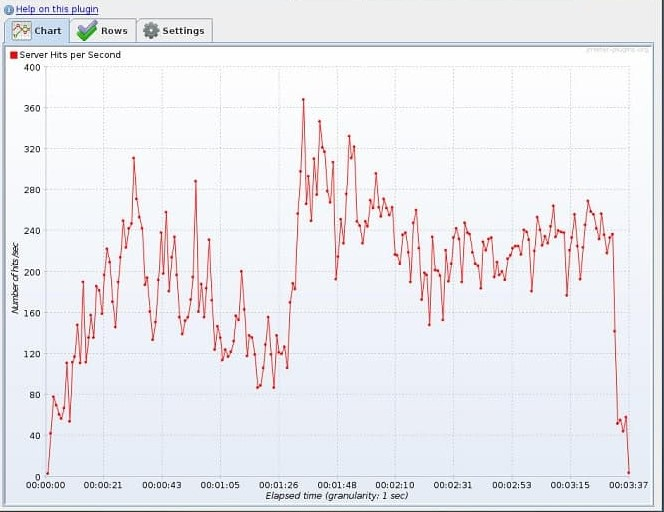 Help on this plugin
Chart Rows Settings
Server Hits per Second
jmeter-plugins.org
400
360
320
280
240
200
160
120
80
40
0
Number of hits /sec
00:00:00 00:00:21 00:00:43 00:01:05 00:01:26 00:01:48 00:02:10 00:02:31 00:02:53 00:03:15 00:03:37
Elapsed time (granularity: 1 sec)